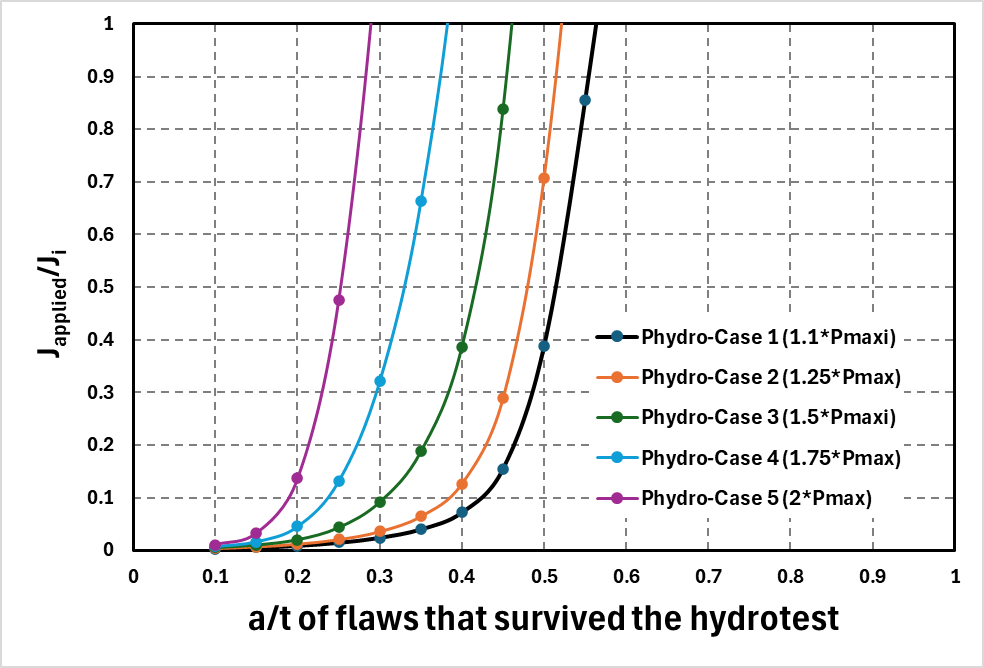 1
0.9
0.8
0.7
0.6
0.5
0.4
0.3
0.2
0.1
0
Japplied/Ji
Phydro-Case 1 (1.1*Pmaxi)
Phydro-Case 2 (1.25*Pmax)
Phydro-Case 3 (1.5*Pmaxi)
Phydro-Case 4 (1.75*Pmax)
Phydro-Case 5 (2*Pmax)
0 0.1 0.2 0.3 0.4 0.5 0.6 0.7 0.8 0.9 1
a/t of flaws that survived the hydrotest